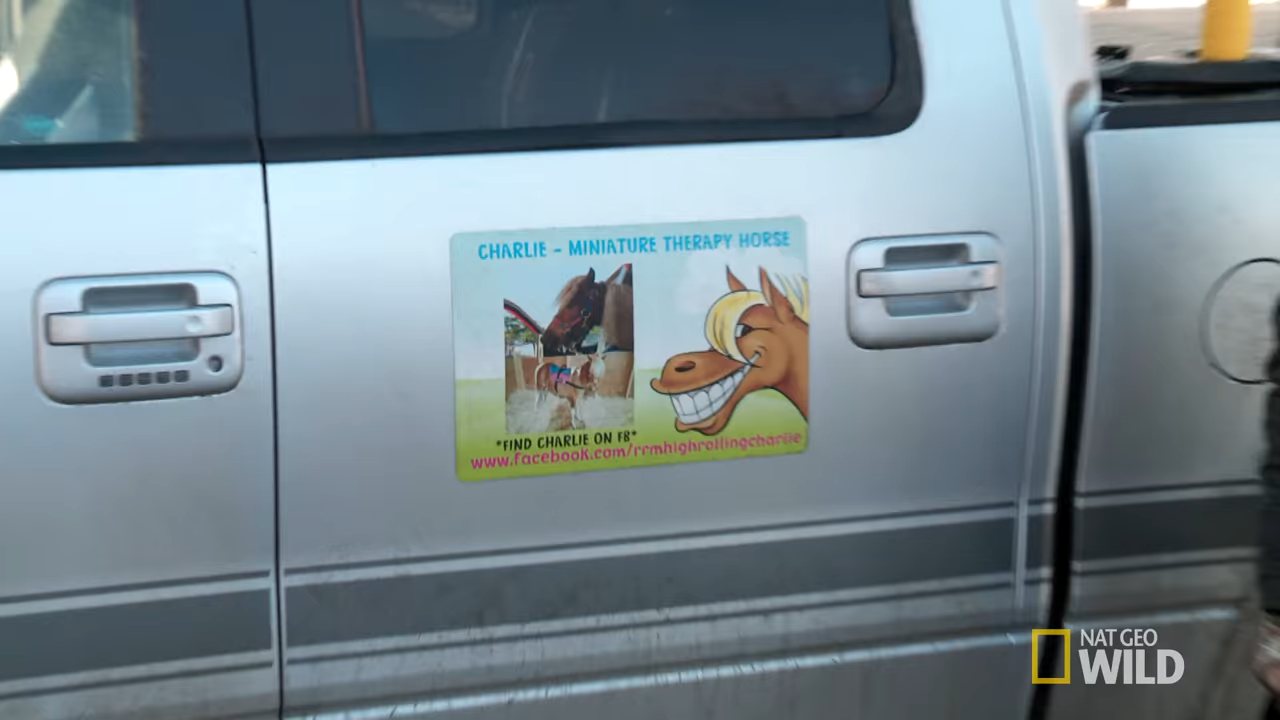 CHARLIE - MINIATURE THERAPY HORSE
*FIND CHARLIE ON FB*
www.facebook.com/rrmhighrollingcharlie
NAT GEO
WILD